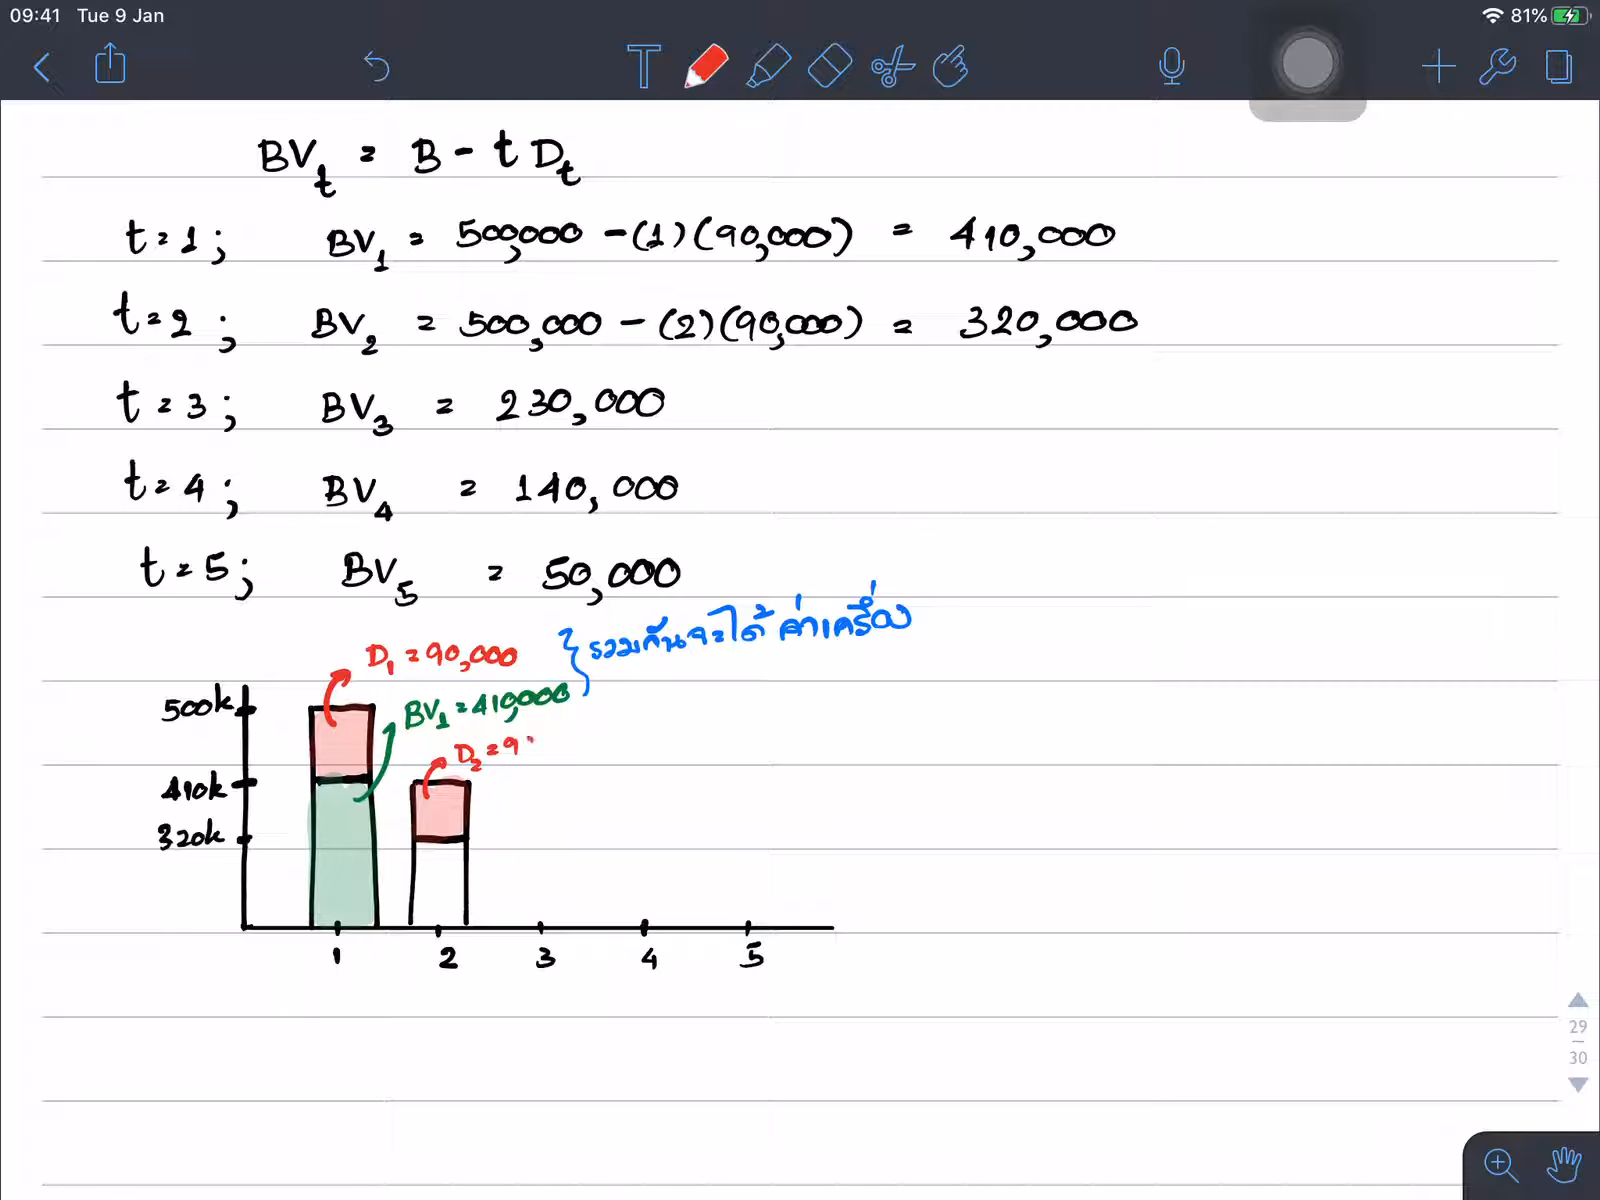 09:41 Tue 9 Jan 81%
BVt = B - t Dt
t=1; BV1 = 500,000 -(1)(90,000) = 410,000
t=2; BV2 = 500,000 -(2)(90,000) = 320,000
t=3; BV3 = 230,000
t=4; BV4 = 140,000
t=5; BV5 = 50,000
รวมกันจะได้ ค่าเครื่อง
D1 = 90,000
500k
BV1 = 410,000
D2 = 9
410k
320k
1 2 3 4 5
29
30